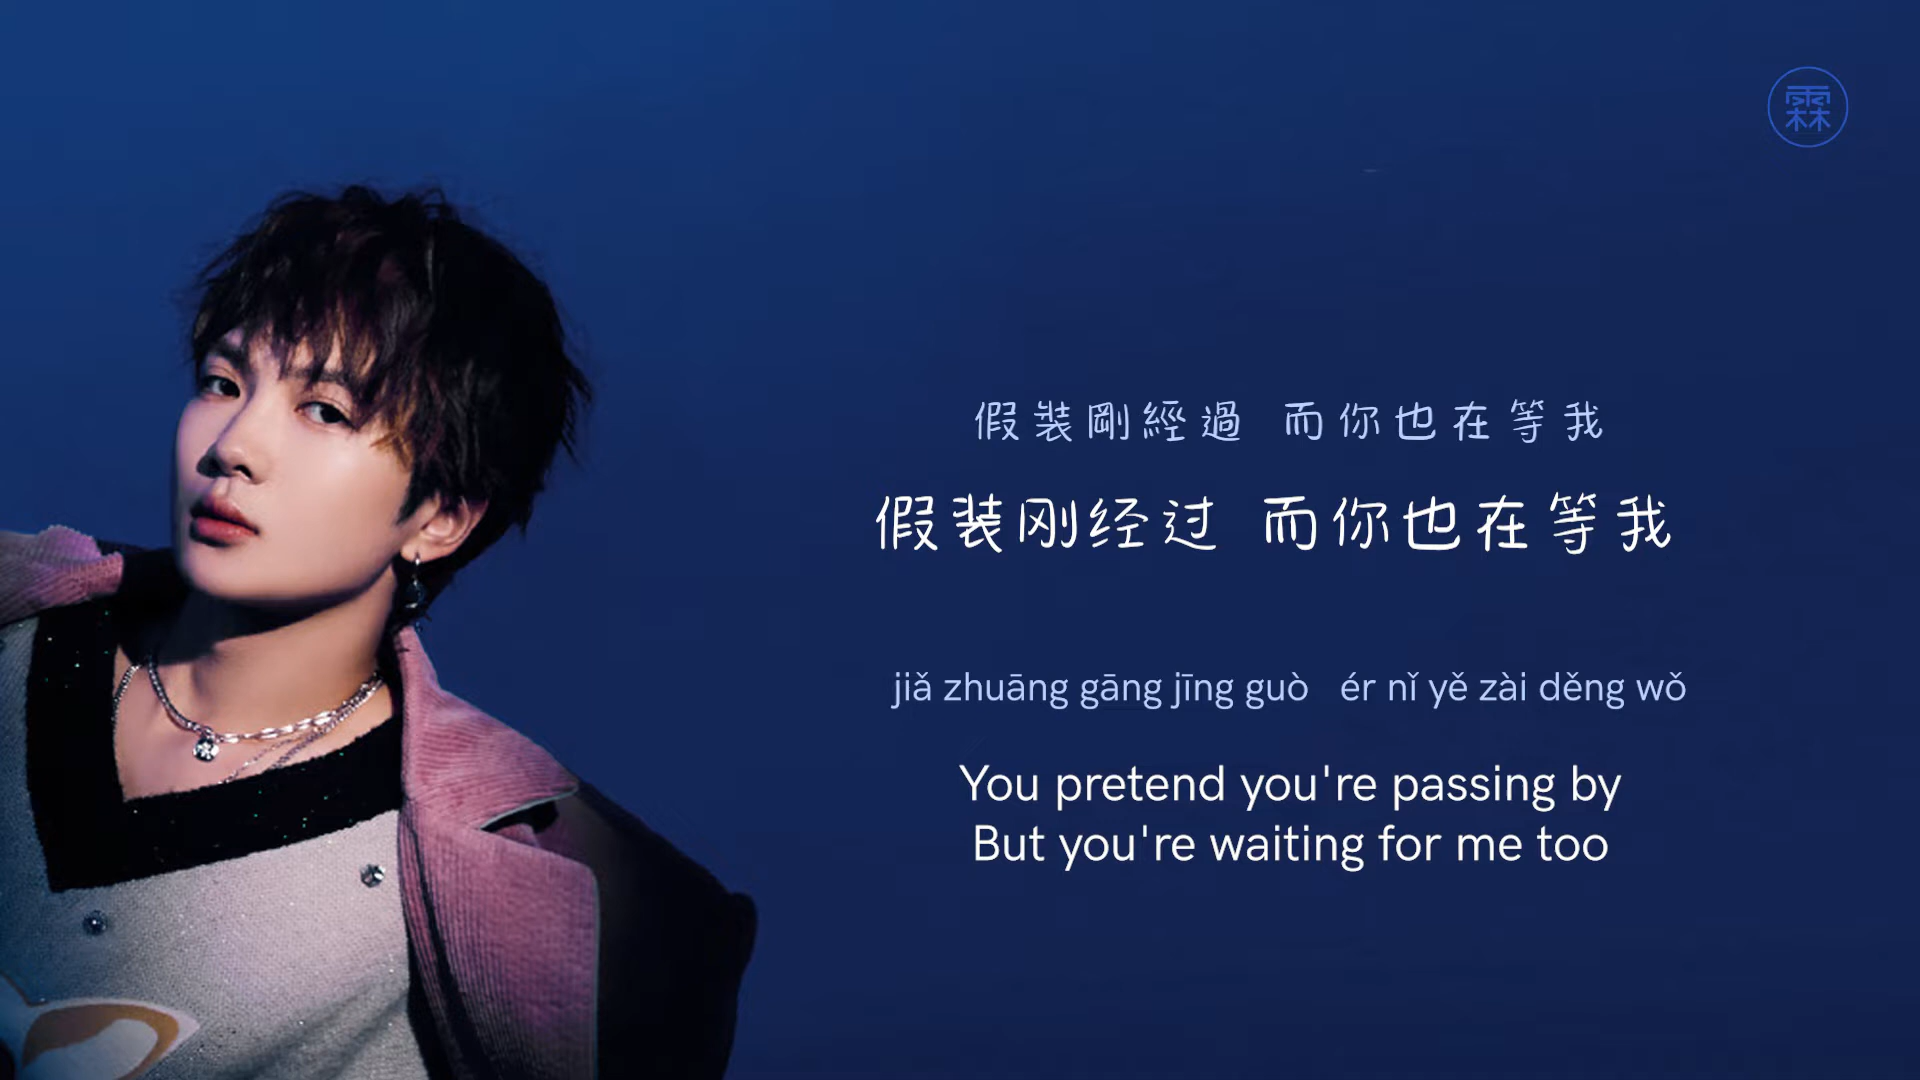 霖
假裝剛經過 而你也在等我
假装刚经过 而你也在等我
jiǎ zhuāng gāng jīng guò ér nǐ yě zài děng wǒ
You pretend you're passing by
But you're waiting for me too